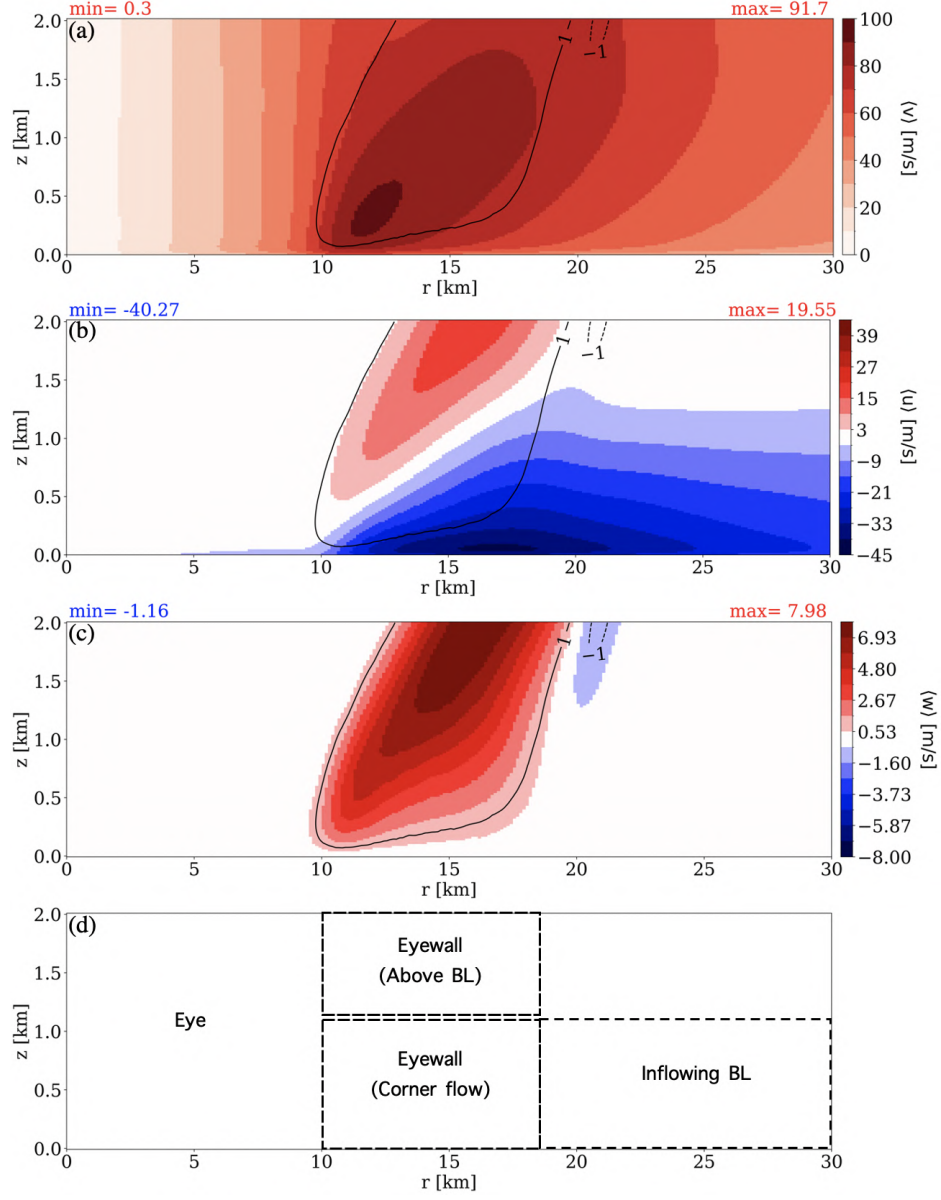 min= 0.3 max= 91.7
(a)
2.0
1.5
1.0
0.5
0.0
z [km]
1
−1
100
80
60
40
20
0
⟨v⟩ [m/s]
0 5 10 15 20 25 30
r [km]
min= -40.27 max= 19.55
(b)
2.0
1.5
1.0
0.5
0.0
z [km]
1
−1
39
27
15
3
−9
−21
−33
−45
⟨u⟩ [m/s]
0 5 10 15 20 25 30
r [km]
min= -1.16 max= 7.98
(c)
2.0
1.5
1.0
0.5
0.0
z [km]
1
−1
6.93
4.80
2.67
0.53
−1.60
−3.73
−5.87
−8.00
⟨w⟩ [m/s]
0 5 10 15 20 25 30
r [km]
(d)
2.0
1.5
1.0
0.5
0.0
z [km]
Eyewall
(Above BL)
Eye
Eyewall
(Corner flow)
Inflowing BL
0 5 10 15 20 25 30
r [km]